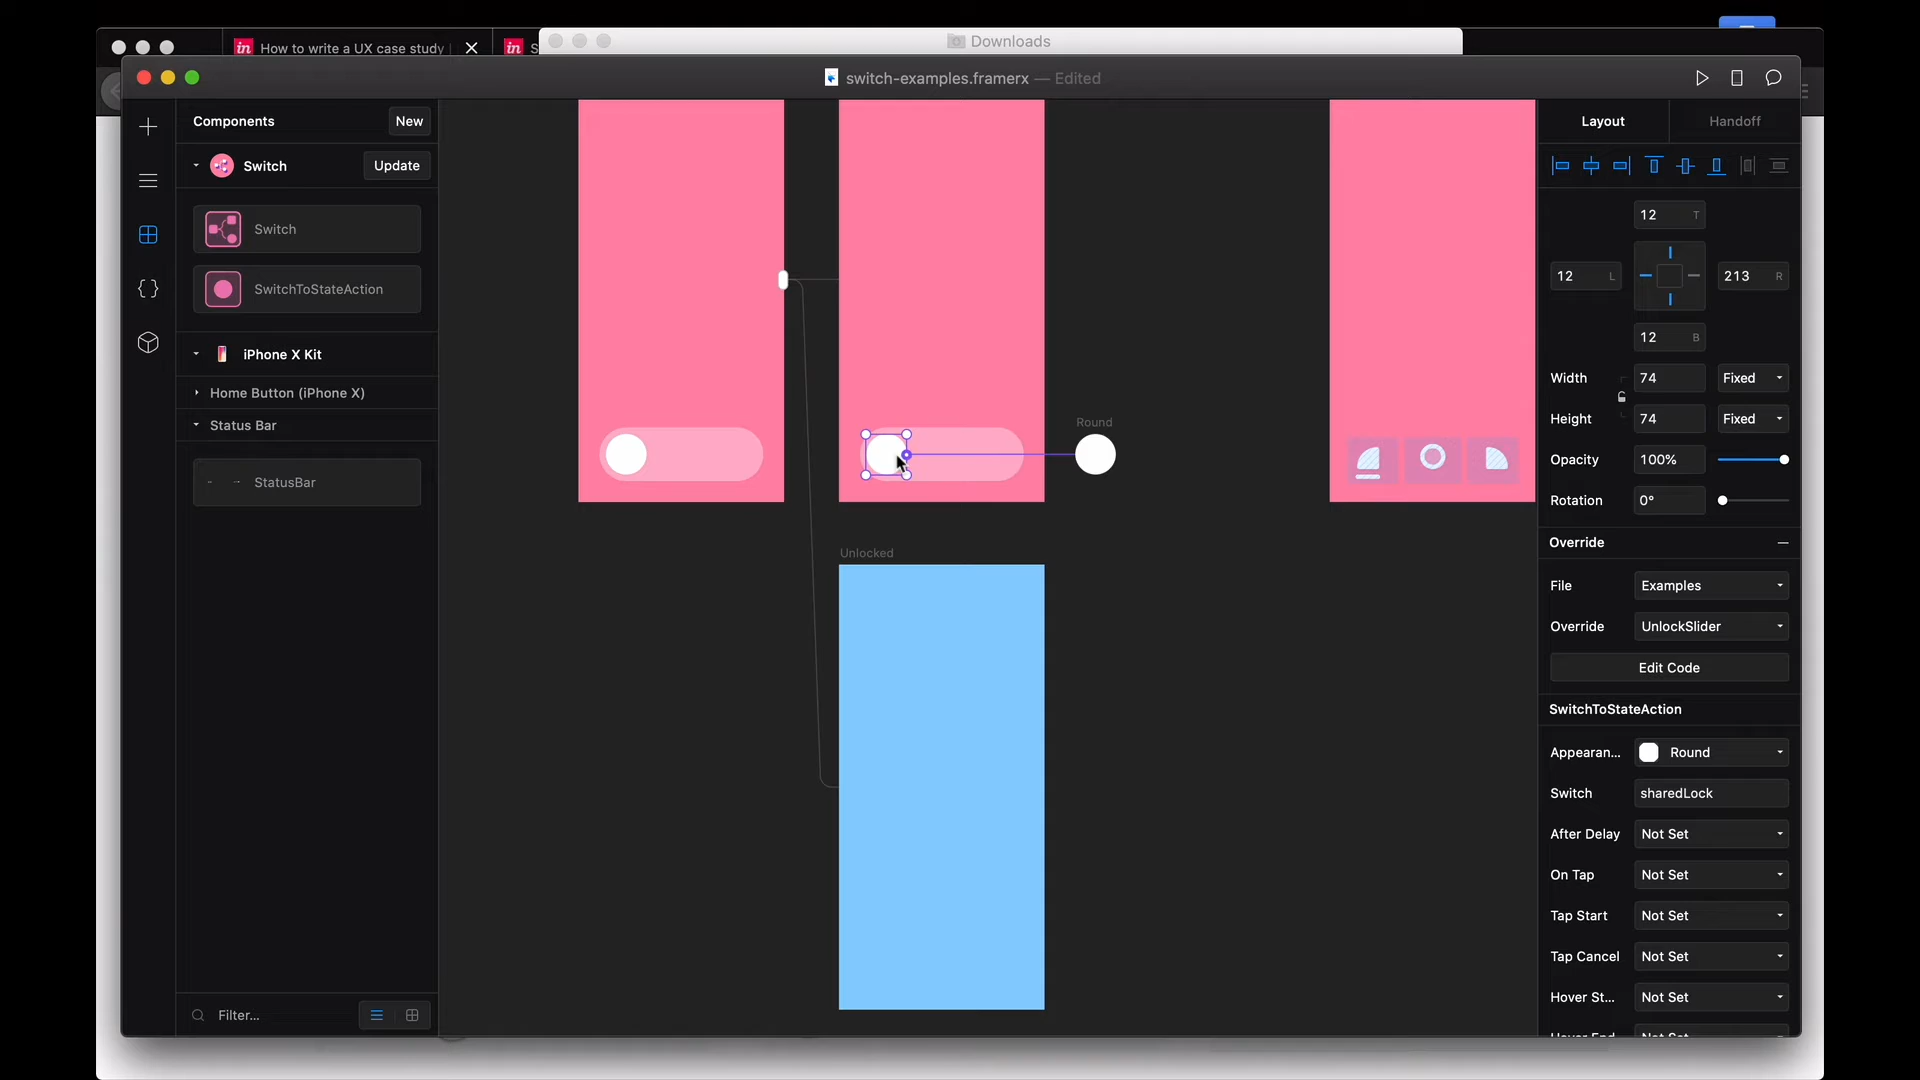 How to write a UX case study
S
Downloads
switch-examples.framerx — Edited
Components
New
Switch
Update
Switch
SwitchToStateAction
iPhone X Kit
Home Button (iPhone X)
Status Bar
StatusBar
Filter...
Round
Unlocked
Layout
Handoff
12 T
12 L
213 R
12 B
Width 74 Fixed
Height 74 Fixed
Opacity 100%
Rotation 0°
Override
File Examples
Override UnlockSlider
Edit Code
SwitchToStateAction
Appearan... Round
Switch sharedLock
After Delay Not Set
On Tap Not Set
Tap Start Not Set
Tap Cancel Not Set
Hover St... Not Set